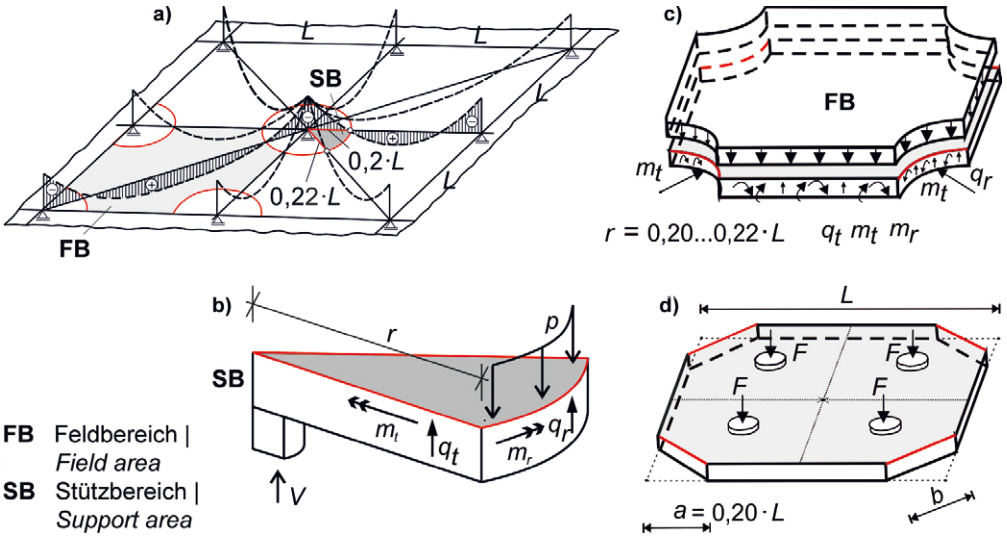 a)
L
L
SB
L
L
0,2·L
0,22·L
FB
b)
r
p
SB
m_t
q_t
q_r
m_r
V
FB Feldbereich |
Field area
SB Stützbereich |
Support area
c)
FB
m_t
m_t
q_r
r = 0,20...0,22·L q_t m_t m_r
d)
L
F
F
F
F
b
a = 0,20·L